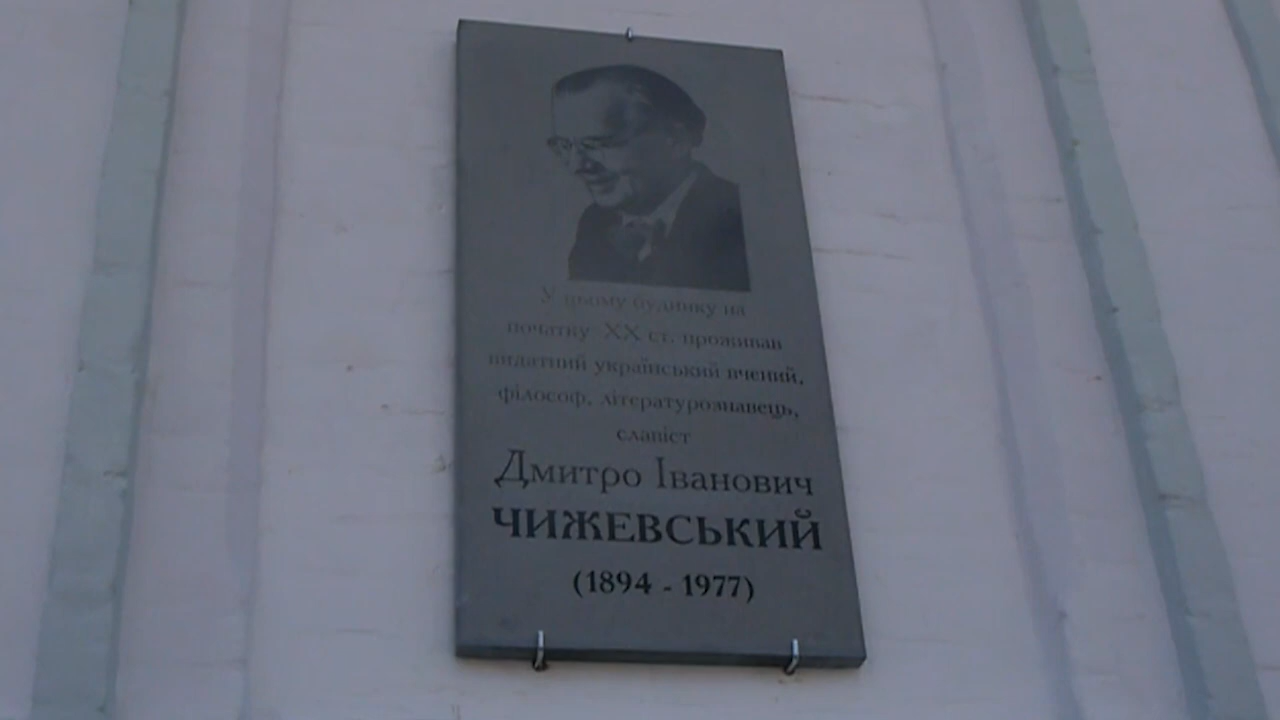 У цьому будинку на
початку XX ст. проживав
видатний український вчений,
філософ, літературознавець,
славіст
Дмитро Іванович
ЧИЖЕВСЬКИЙ
(1894 - 1977)